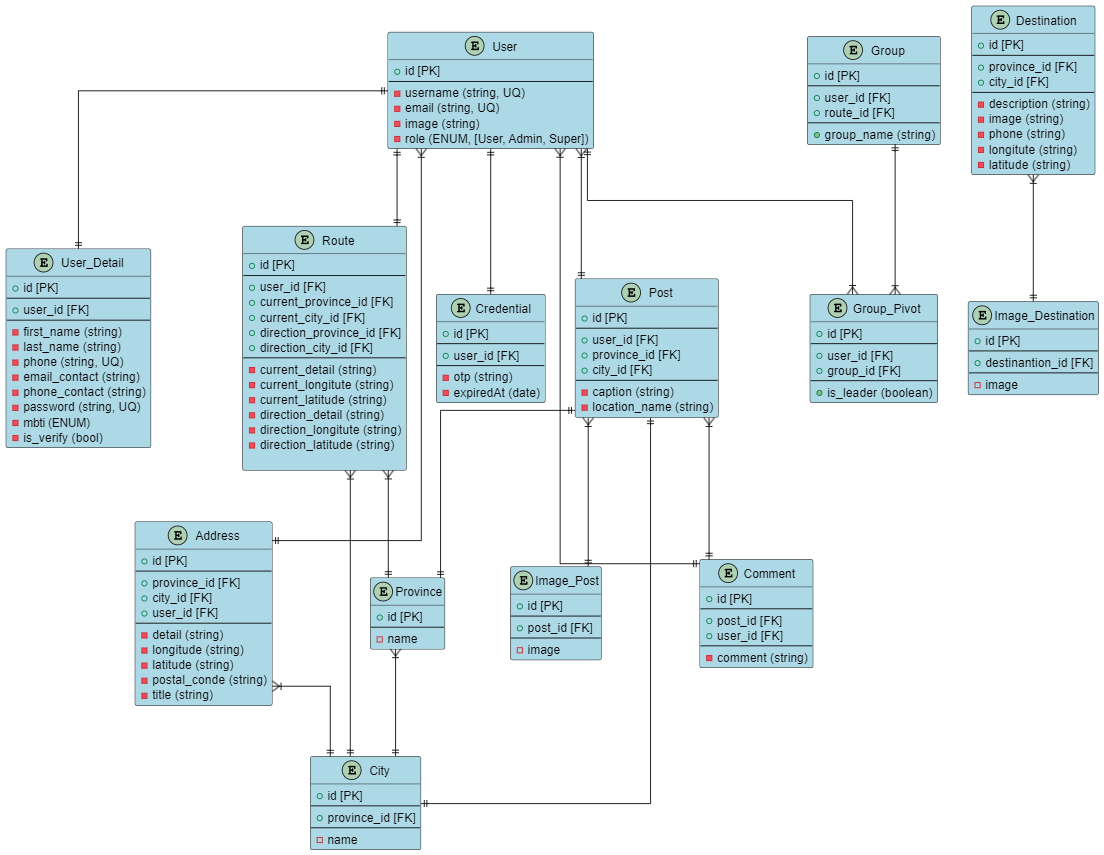 E User
id [PK]
username (string, UQ)
email (string, UQ)
image (string)
role (ENUM, [User, Admin, Super])
E Group
id [PK]
user_id [FK]
route_id [FK]
group_name (string)
E Destination
id [PK]
province_id [FK]
city_id [FK]
description (string)
image (string)
phone (string)
longitute (string)
latitude (string)
E User_Detail
id [PK]
user_id [FK]
first_name (string)
last_name (string)
phone (string, UQ)
email_contact (string)
phone_contact (string)
password (string, UQ)
mbti (ENUM)
is_verify (bool)
E Route
id [PK]
user_id [FK]
current_province_id [FK]
current_city_id [FK]
direction_province_id [FK]
direction_city_id [FK]
current_detail (string)
current_longitute (string)
current_latitude (string)
direction_detail (string)
direction_longitute (string)
direction_latitude (string)
E Credential
id [PK]
user_id [FK]
otp (string)
expiredAt (date)
E Post
id [PK]
user_id [FK]
province_id [FK]
city_id [FK]
caption (string)
location_name (string)
E Group_Pivot
id [PK]
user_id [FK]
group_id [FK]
is_leader (boolean)
E Image_Destination
id [PK]
destinantion_id [FK]
image
E Address
id [PK]
province_id [FK]
city_id [FK]
user_id [FK]
detail (string)
longitude (string)
latitude (string)
postal_conde (string)
title (string)
E Province
id [PK]
name
E Image_Post
id [PK]
post_id [FK]
image
E Comment
id [PK]
post_id [FK]
user_id [FK]
comment (string)
E City
id [PK]
province_id [FK]
name